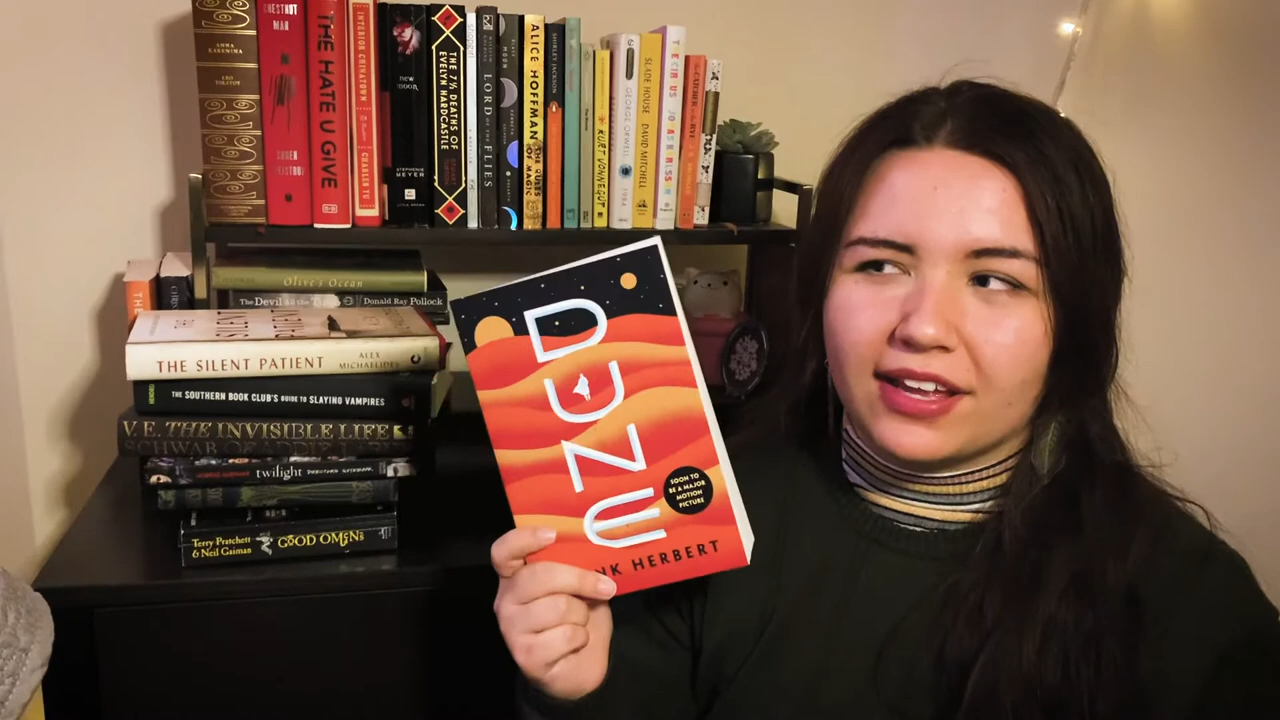 ANNA
KARENINA
LEO
TOLSTOY
CHESTNUT
MAN
THE HATE U GIVE
INTERIOR CHINATOWN
CHARLES YU
new
moon
STEPHENIE
MEYER
THE 7½ DEATHS OF
EVELYN HARDCASTLE
LORD OF THE FLIES
ALICE HOFFMAN
THE RULES
OF MAGIC
SHIRLEY JACKSON
KURT VONNEGUT
GEORGE ORWELL
1984
SLADE HOUSE
DAVID MITCHELL
Olive's Ocean
The Devil All the Time
Donald Ray Pollock
THE SILENT PATIENT
ALEX
MICHAELIDES
THE SOUTHERN BOOK CLUB'S GUIDE TO SLAYING VAMPIRES
V.E. THE INVISIBLE LIFE
SCHWAB OF ADDIE LARUE
twilight
Terry Pratchett
& Neil Gaiman
GOOD OMENS
DUNE
SOON TO
BE A MAJOR
MOTION
PICTURE
NK HERBERT